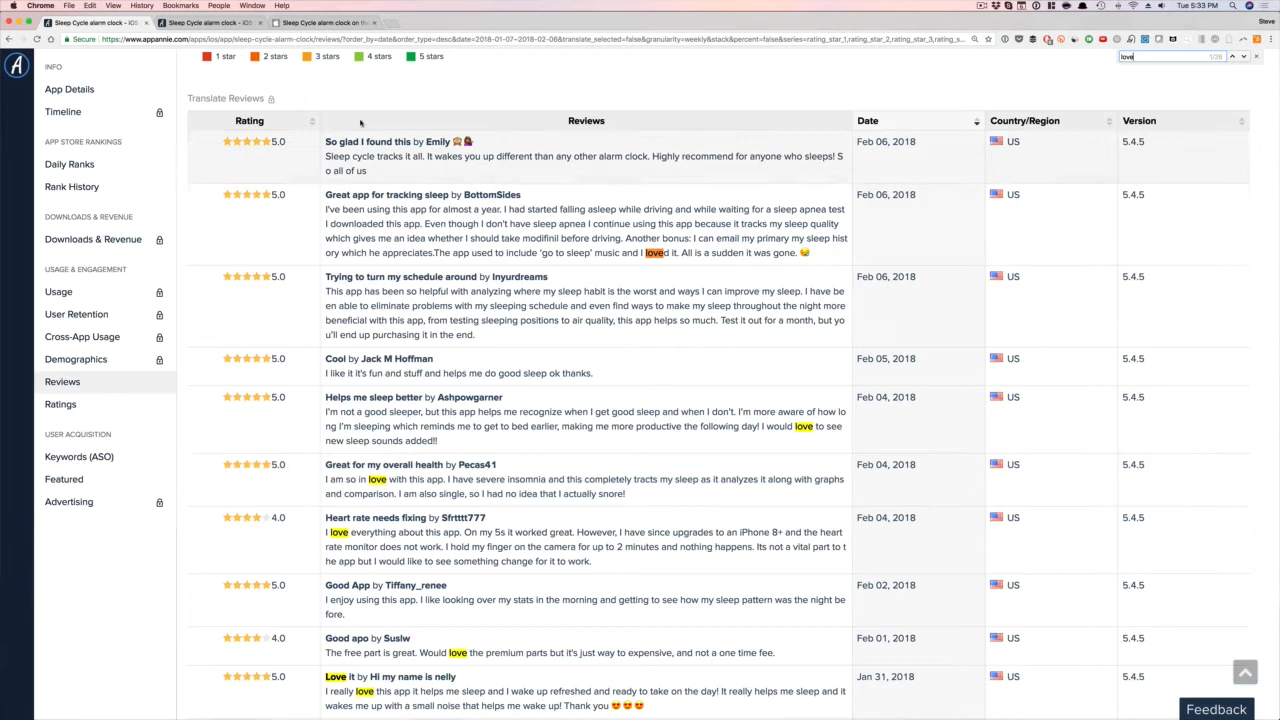 Chrome File Edit View History Bookmarks People Window Help
Tue 5:33 PM
Steve
Sleep Cycle alarm clock - iOS
Sleep Cycle alarm clock - iOS
Sleep Cycle alarm clock on th
Secure https://www.appannie.com/apps/ios/app/sleep-cycle-alarm-clock/reviews/?order_by=date&order_type=desc&date=2018-01-07~2018-02-06&translate_selected=false&granularity=weekly&stack&percent=false&series=rating_star_1,rating_star_2,rating_star_3,rating_s...
love 1/26
INFO
App Details
Timeline
APP STORE RANKINGS
Daily Ranks
Rank History
DOWNLOADS & REVENUE
Downloads & Revenue
USAGE & ENGAGEMENT
Usage
User Retention
Cross-App Usage
Demographics
Reviews
Ratings
USER ACQUISITION
Keywords (ASO)
Featured
Advertising
1 star 2 stars 3 stars 4 stars 5 stars
Translate Reviews
Rating Reviews Date Country/Region Version
5.0 So glad I found this by Emily 🙈🙅🏾‍♀️ Feb 06, 2018 US 5.4.5
Sleep cycle tracks it all. It wakes you up different than any other alarm clock. Highly recommend for anyone who sleeps! S
o all of us
5.0 Great app for tracking sleep by BottomSides Feb 06, 2018 US 5.4.5
I've been using this app for almost a year. I had started falling asleep while driving and while waiting for a sleep apnea test
I downloaded this app. Even though I don't have sleep apnea I continue using this app because it tracks my sleep quality
which gives me an idea whether I should take modifinil before driving. Another bonus: I can email my primary my sleep hist
ory which he appreciates.The app used to include 'go to sleep' music and I loved it. All is a sudden it was gone. 😪
5.0 Trying to turn my schedule around by Inyurdreams Feb 06, 2018 US 5.4.5
This app has been so helpful with analyzing where my sleep habit is the worst and ways I can improve my sleep. I have be
en able to eliminate problems with my sleeping schedule and even find ways to make my sleep throughout the night more
beneficial with this app, from testing sleeping positions to air quality, this app helps so much. Test it out for a month, but yo
u'll end up purchasing it in the end.
5.0 Cool by Jack M Hoffman Feb 05, 2018 US 5.4.5
I like it it's fun and stuff and helps me do good sleep ok thanks.
5.0 Helps me sleep better by Ashpowgarner Feb 04, 2018 US 5.4.5
I'm not a good sleeper, but this app helps me recognize when I get good sleep and when I don't. I'm more aware of how lo
ng I'm sleeping which reminds me to get to bed earlier, making me more productive the following day! I would love to see
new sleep sounds added!!
5.0 Great for my overall health by Pecas41 Feb 04, 2018 US 5.4.5
I am so in love with this app. I have severe insomnia and this completely tracts my sleep as it analyzes it along with graphs
and comparison. I am also single, so I had no idea that I actually snore!
4.0 Heart rate needs fixing by Sfrtttt777 Feb 04, 2018 US 5.4.5
I love everything about this app. On my 5s it worked great. However, I have since upgrades to an iPhone 8+ and the heart
rate monitor does not work. I hold my finger on the camera for up to 2 minutes and nothing happens. Its not a vital part to t
he app but I would like to see something change for it to work.
5.0 Good App by Tiffany_renee Feb 02, 2018 US 5.4.5
I enjoy using this app. I like looking over my stats in the morning and getting to see how my sleep pattern was the night be
fore.
4.0 Good apo by Suslw Feb 01, 2018 US 5.4.5
The free part is great. Would love the premium parts but it's just way to expensive, and not a one time fee.
5.0 Love it by Hi my name is nelly Jan 31, 2018 US 5.4.5
I really love this app it helps me sleep and I wake up refreshed and ready to take on the day! It really helps me sleep and it
wakes me up with a small noise that helps me wake up! Thank you 😍 😍 😍
Feedback